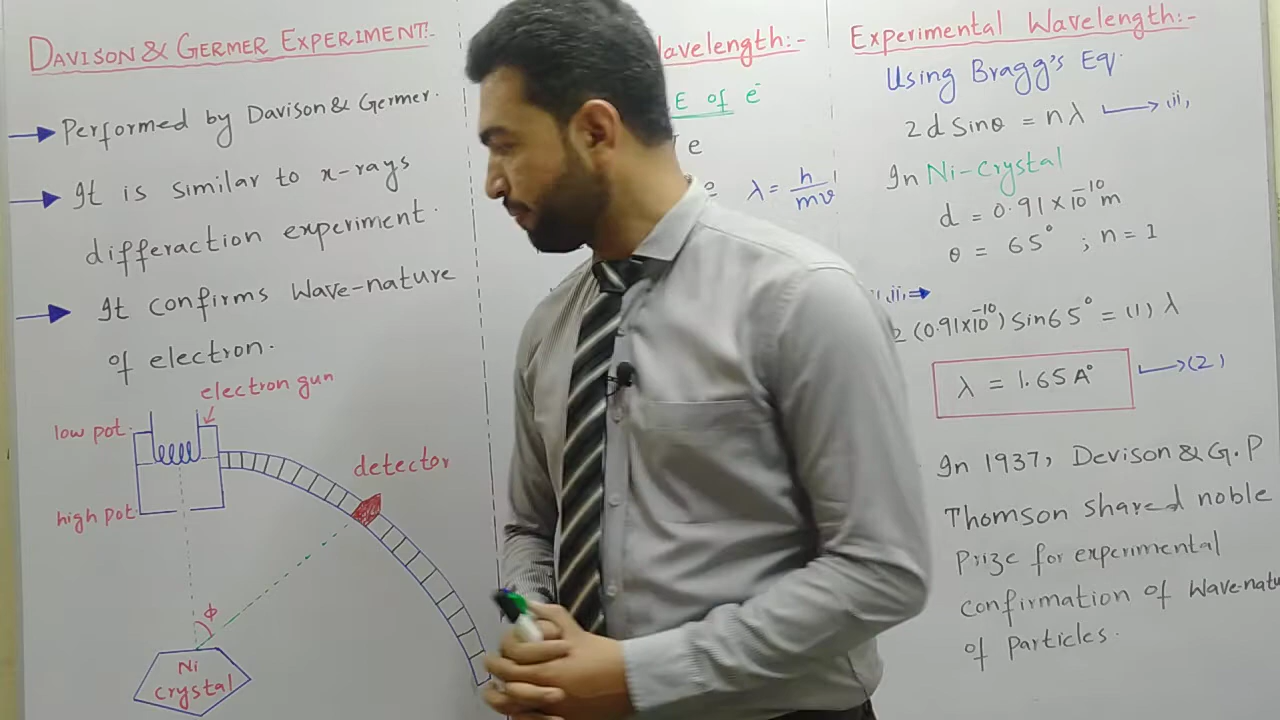 DAVISON & GERMER EXPERIMENT:-
→ Performed by Davison & Germer.
→ It is similar to x-rays
differaction experiment.
→ It confirms Wave-nature
of electron.
electron gun
low pot.
high pot.
detector
φ
Ni
crystal
Wavelength:-
E of e⁻
e
λ = h/mv
Experimental Wavelength:-
Using Bragg's Eq.
2d Sinθ = nλ → (i)
In Ni-Crystal
d = 0.91×10⁻¹⁰m
θ = 65° ; n = 1
(i) ⇒
2 (0.91×10⁻¹⁰) Sin65° = (1) λ
λ = 1.65 A° → (2)
In 1937, Devison & G.P
Thomson shared noble
Prize for experimental
confirmation of Wave-natu
of Particles.